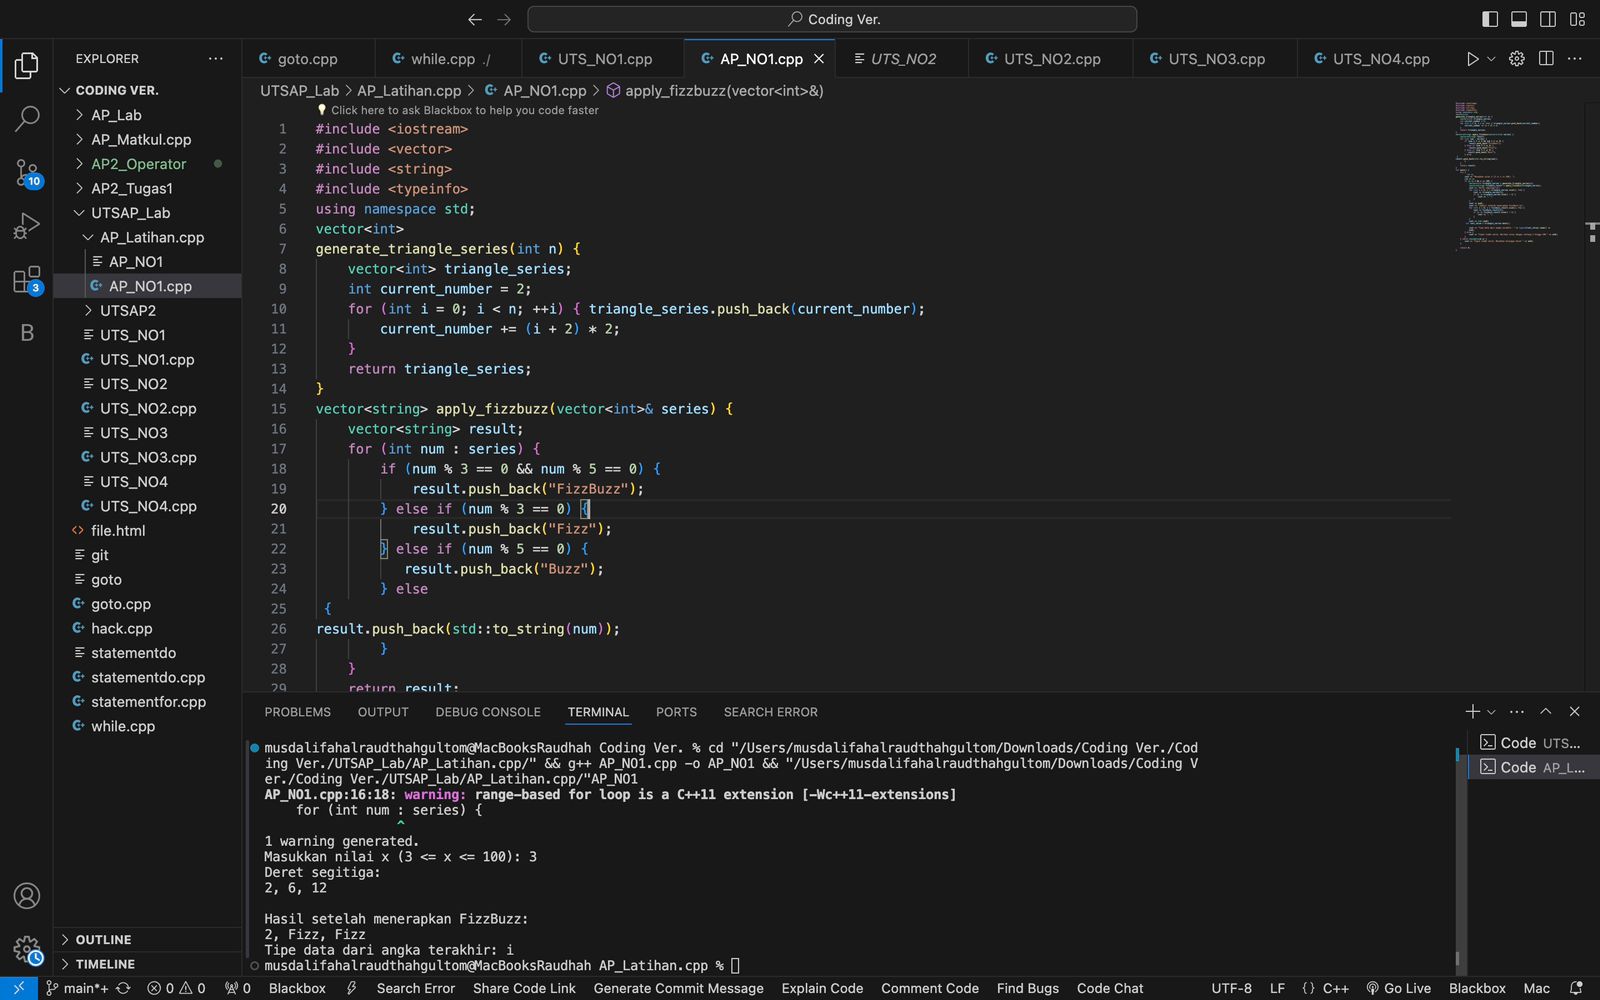 Coding Ver.
EXPLORER
CODING VER.
AP_Lab
AP_Matkul.cpp
AP2_Operator
AP2_Tugas1
UTSAP_Lab
AP_Latihan.cpp
AP_NO1
AP_NO1.cpp
UTSAP2
UTS_NO1
UTS_NO1.cpp
UTS_NO2
UTS_NO2.cpp
UTS_NO3
UTS_NO3.cpp
UTS_NO4
UTS_NO4.cpp
file.html
git
goto
goto.cpp
hack.cpp
statementdo
statementdo.cpp
statementfor.cpp
while.cpp
OUTLINE
TIMELINE
10
3
B
goto.cpp
while.cpp ./
UTS_NO1.cpp
AP_NO1.cpp
UTS_NO2
UTS_NO2.cpp
UTS_NO3.cpp
UTS_NO4.cpp
UTSAP_Lab > AP_Latihan.cpp > AP_NO1.cpp > apply_fizzbuzz(vector<int>&)
Click here to ask Blackbox to help you code faster
1 #include <iostream>
2 #include <vector>
3 #include <string>
4 #include <typeinfo>
5 using namespace std;
6 vector<int>
7 generate_triangle_series(int n) {
8 vector<int> triangle_series;
9 int current_number = 2;
10 for (int i = 0; i < n; ++i) { triangle_series.push_back(current_number);
11 current_number += (i + 2) * 2;
12 }
13 return triangle_series;
14 }
15 vector<string> apply_fizzbuzz(vector<int>& series) {
16 vector<string> result;
17 for (int num : series) {
18 if (num % 3 == 0 && num % 5 == 0) {
19 result.push_back("FizzBuzz");
20 } else if (num % 3 == 0) {
21 result.push_back("Fizz");
22 } else if (num % 5 == 0) {
23 result.push_back("Buzz");
24 } else
25 {
26 result.push_back(std::to_string(num));
27 }
28 }
29 return result;
PROBLEMS OUTPUT DEBUG CONSOLE TERMINAL PORTS SEARCH ERROR
musdalifahalraudthahgultom@MacBooksRaudhah Coding Ver. % cd "/Users/musdalifahalraudthahgultom/Downloads/Coding Ver./Cod
ing Ver./UTSAP_Lab/AP_Latihan.cpp/" && g++ AP_NO1.cpp -o AP_NO1 && "/Users/musdalifahalraudthahgultom/Downloads/Coding V
er./Coding Ver./UTSAP_Lab/AP_Latihan.cpp/"AP_NO1
AP_NO1.cpp:16:18: warning: range-based for loop is a C++11 extension [-Wc++11-extensions]
for (int num : series) {
^
1 warning generated.
Masukkan nilai x (3 <= x <= 100): 3
Deret segitiga:
2, 6, 12
Hasil setelah menerapkan FizzBuzz:
2, Fizz, Fizz
Tipe data dari angka terakhir: i
musdalifahalraudthahgultom@MacBooksRaudhah AP_Latihan.cpp %
Code UTS...
Code AP_L...
main*+ 0 0 0 Blackbox Search Error Share Code Link Generate Commit Message Explain Code Comment Code Find Bugs Code Chat UTF-8 LF {} C++ Go Live Blackbox Mac